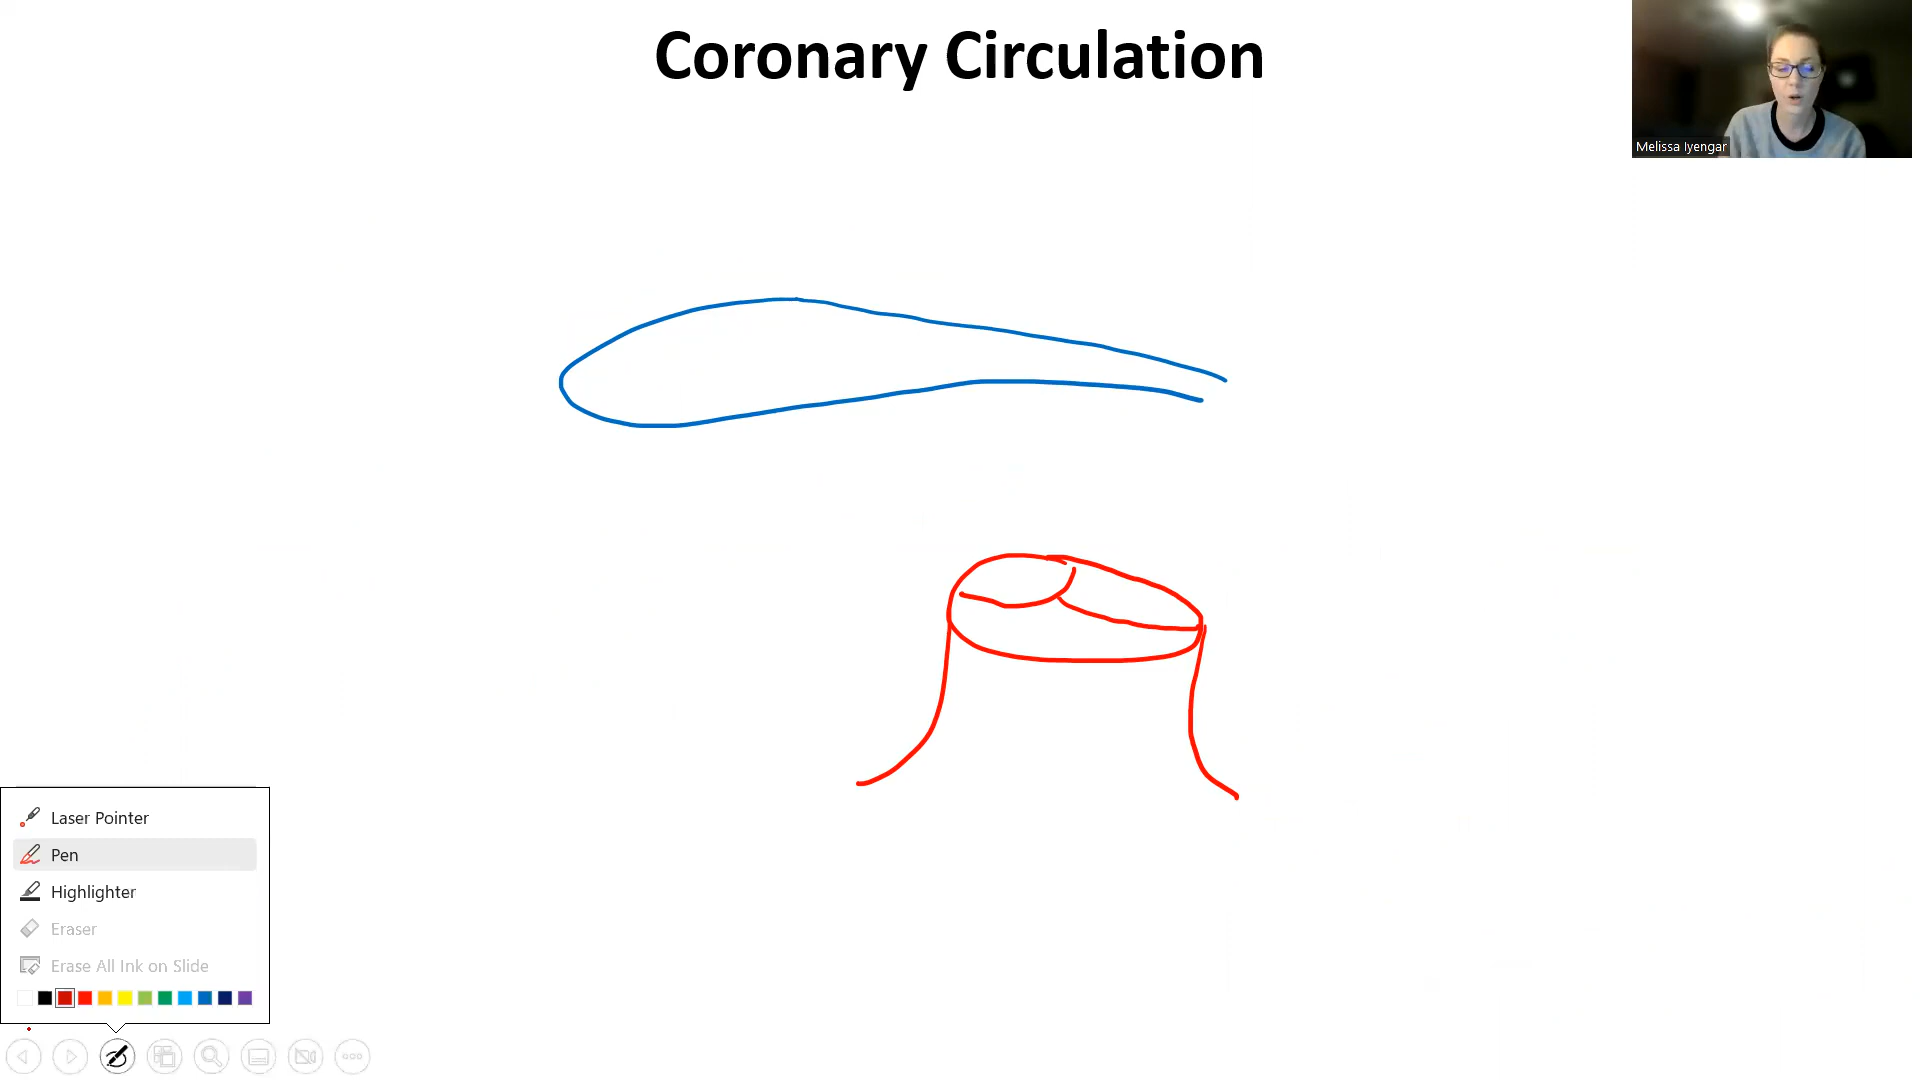 Coronary Circulation
Melissa Iyengar
Laser Pointer
Pen
Highlighter
Eraser
Erase All Ink on Slide